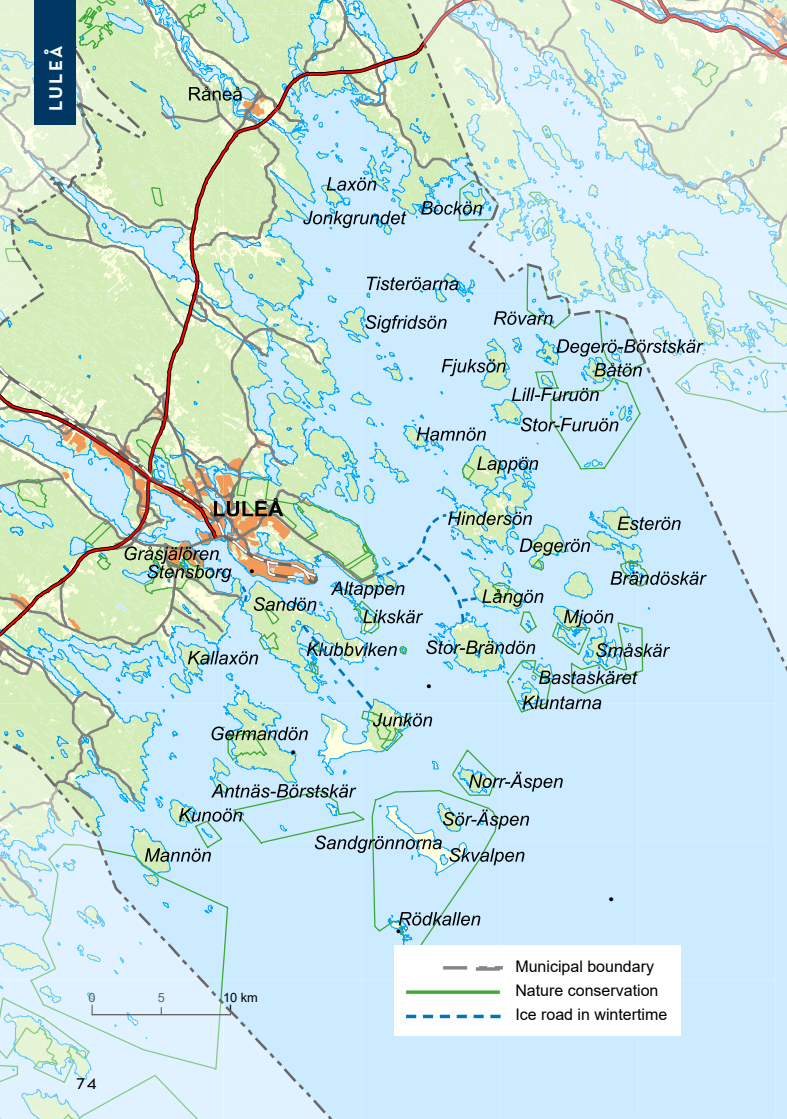 LULEÅ
Råneå
Laxön
Bockön
Jonkgrundet
Tisteröarna
Rövarn
Sigfridsön
Degerö-Börstskär
Fjuksön
Båtön
Lill-Furuön
Stor-Furuön
Hamnön
Lappön
LULEÅ
Hindersön
Esterön
Degerön
Gråsjälören
Stensborg
Brändöskär
Altappen
Långön
Sandön
Likskär
Mjoön
Klubbviken
Stor-Brändön
Småskär
Kallaxön
Bastaskäret
Kluntarna
Junkön
Germandön
Norr-Äspen
Antnäs-Börstskär
Kunoön
Sör-Äspen
Sandgrönnorna
Skvalpen
Mannön
Rödkallen
Municipal boundary
Nature conservation
Ice road in wintertime
0 5 10 km
74